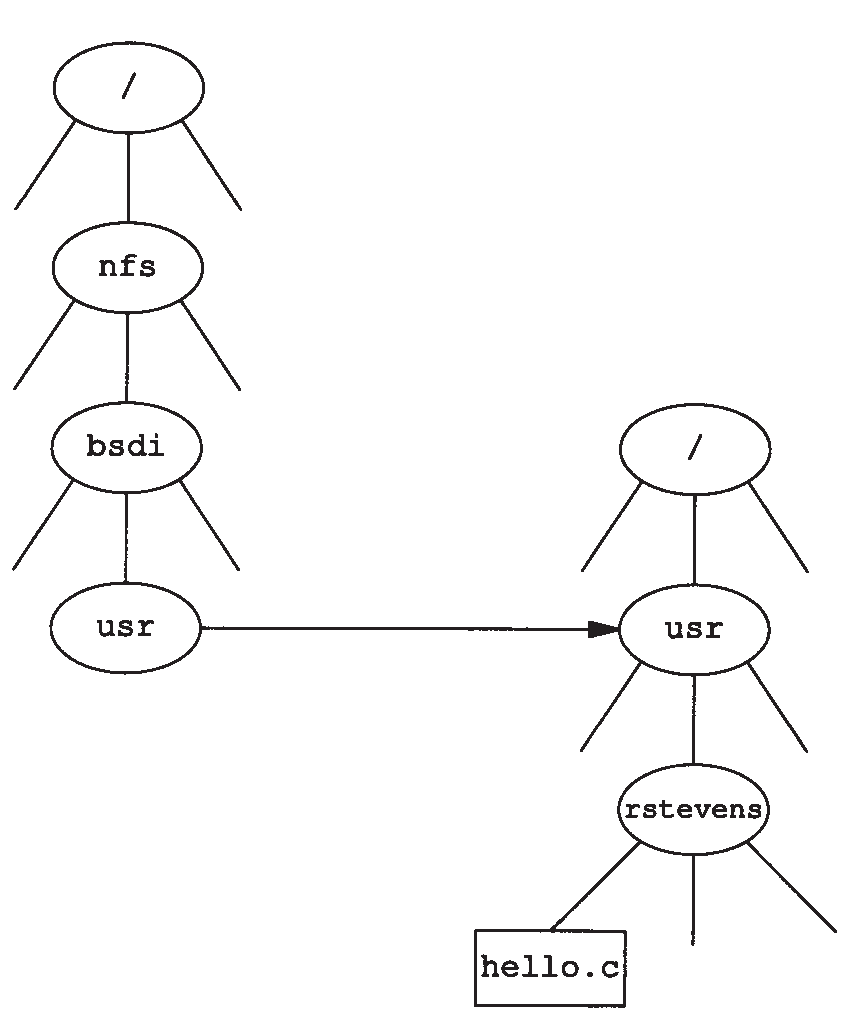 /
nfs
bsdi
usr
/
usr
rstevens
hello.c